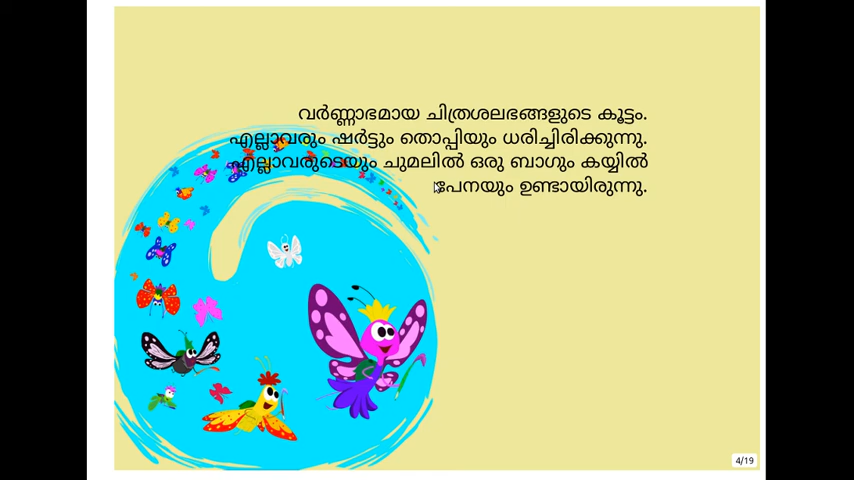 വർണ്ണാഭമായ ചിത്രശലഭങ്ങളുടെ കൂട്ടം.
എല്ലാവരും ഷർട്ടും തൊപ്പിയും ധരിച്ചിരിക്കുന്നു.
എല്ലാവരുടെയും ചുമലിൽ ഒരു ബാഗും കയ്യിൽ
പേനയും ഉണ്ടായിരുന്നു.
4/19